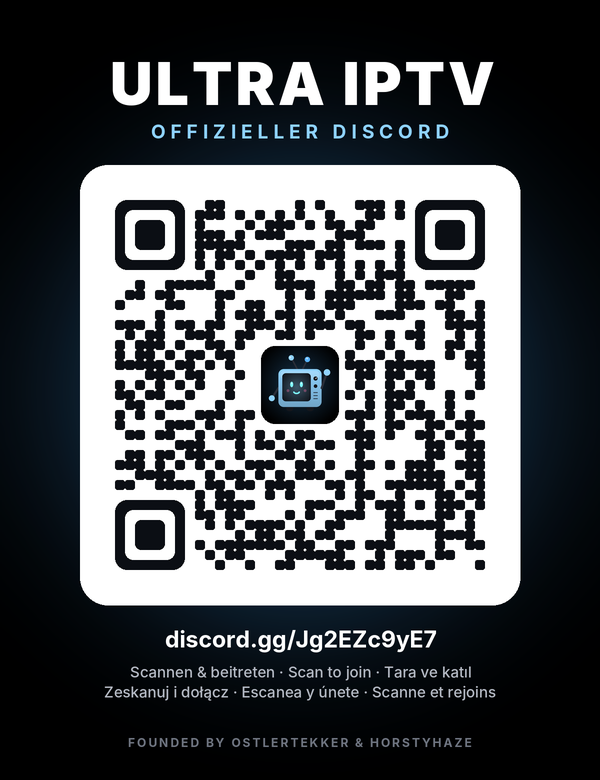 ULTRA IPTV
OFFIZIELLER DISCORD
discord.gg/Jg2EZc9yE7
Scannen & beitreten · Scan to join · Tara ve katıl
Zeskanuj i dołącz · Escanea y únete · Scanne et rejoins
FOUNDED BY OSTLERTEKKER & HORSTYHAZE